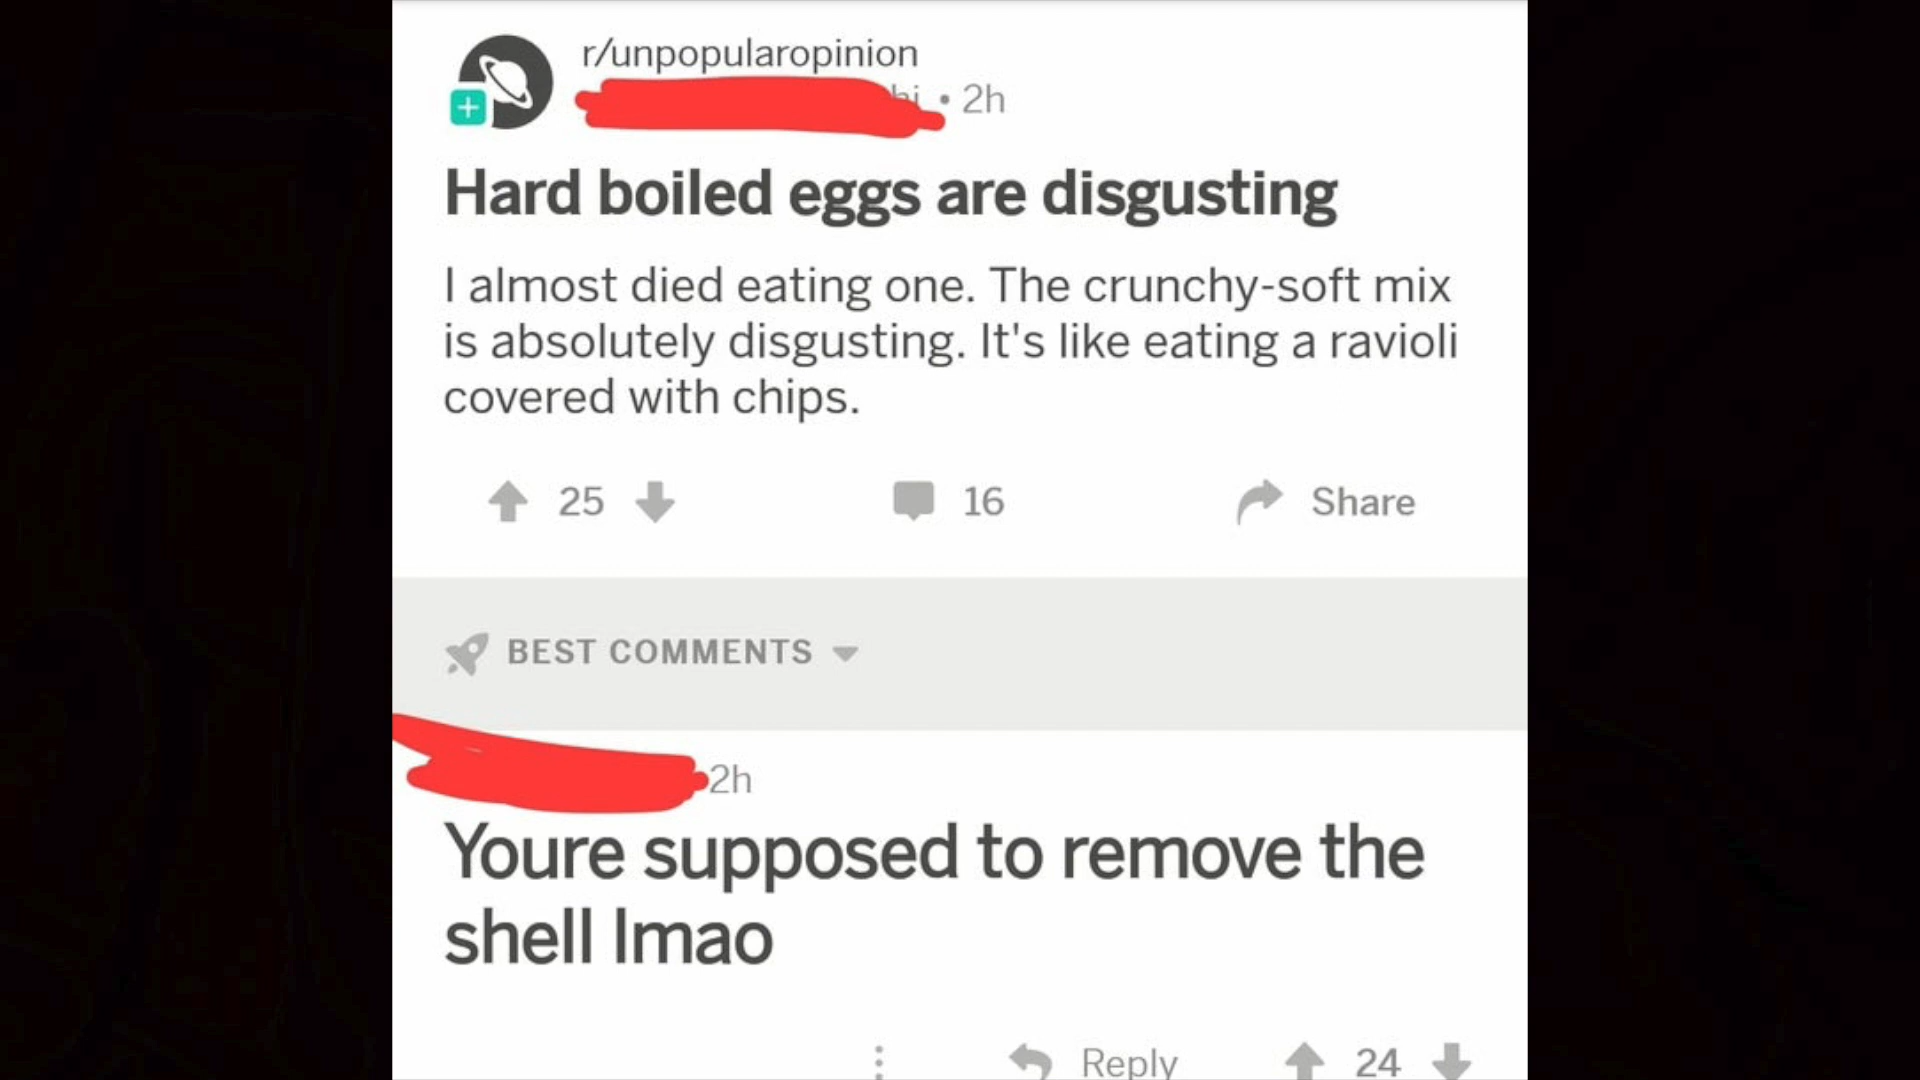 r/unpopularopinion
• 2h
Hard boiled eggs are disgusting
I almost died eating one. The crunchy-soft mix
is absolutely disgusting. It's like eating a ravioli
covered with chips.
25
16
Share
BEST COMMENTS
2h
Youre supposed to remove the
shell lmao
Reply
24